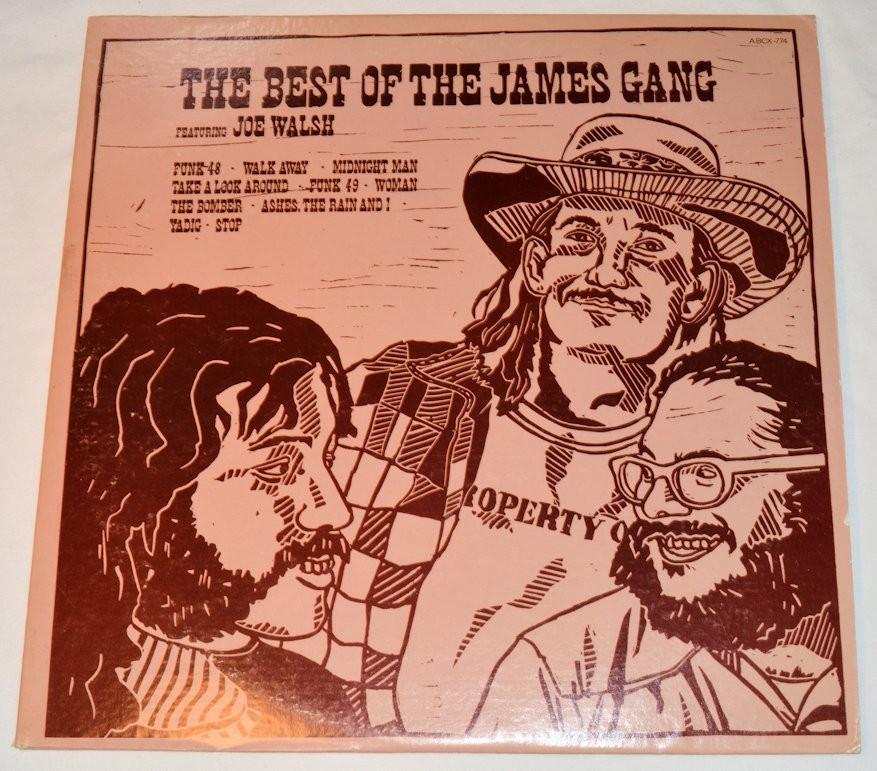 ABCX-774
THE BEST OF THE JAMES GANG
FEATURING JOE WALSH
FUNK 48 - WALK AWAY - MIDNIGHT MAN
TAKE A LOOK AROUND - FUNK 49 - WOMAN
THE BOMBER - ASHES, THE RAIN AND I -
YADIG - STOP
ROPERTY O